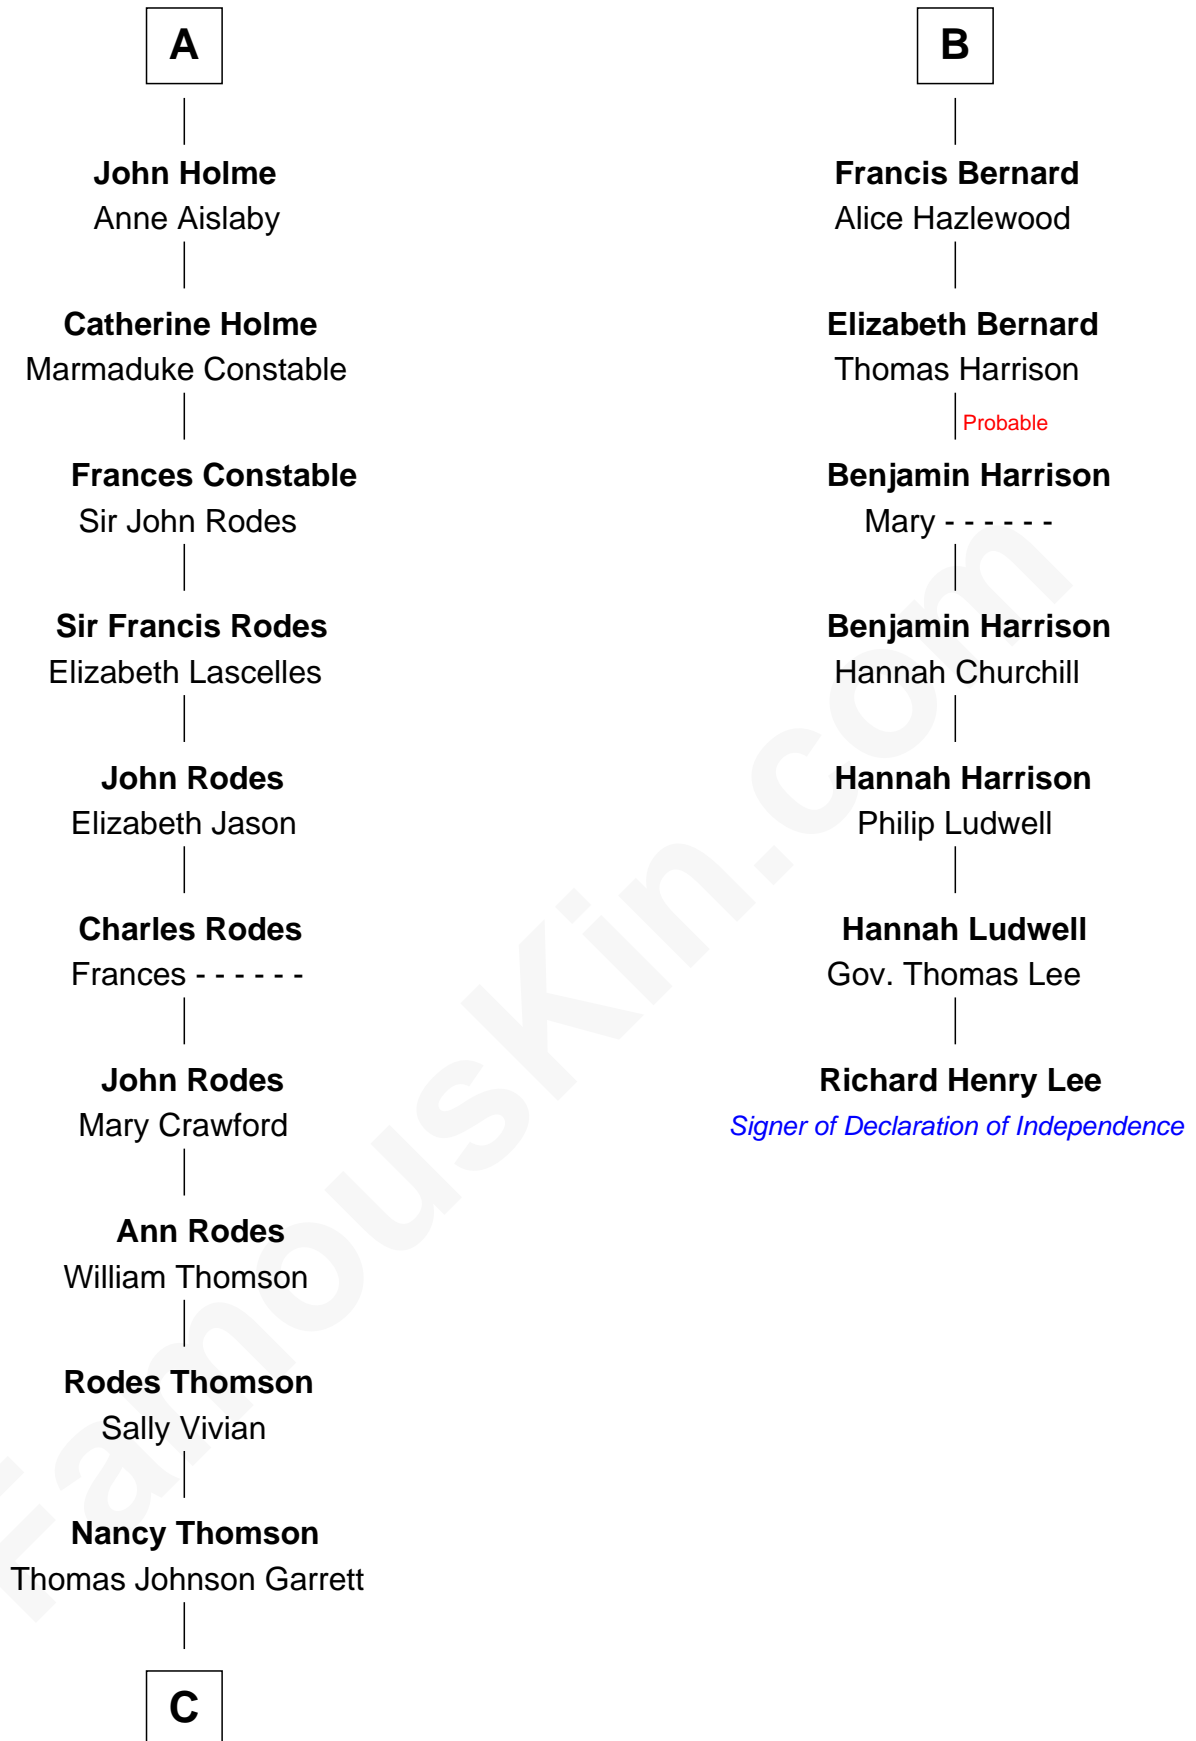 A
John Holme
Anne Aislaby
Catherine Holme
Marmaduke Constable
Frances Constable
Sir John Rodes
Sir Francis Rodes
Elizabeth Lascelles
John Rodes
Elizabeth Jason
Charles Rodes
Frances - - - - - -
John Rodes
Mary Crawford
Ann Rodes
William Thomson
Rodes Thomson
Sally Vivian
Nancy Thomson
Thomas Johnson Garrett
C
B
Francis Bernard
Alice Hazlewood
Elizabeth Bernard
Thomas Harrison
Probable
Benjamin Harrison
Mary - - - - - -
Benjamin Harrison
Hannah Churchill
Hannah Harrison
Philip Ludwell
Hannah Ludwell
Gov. Thomas Lee
Richard Henry Lee
Signer of Declaration of Independence
FamousKin.com